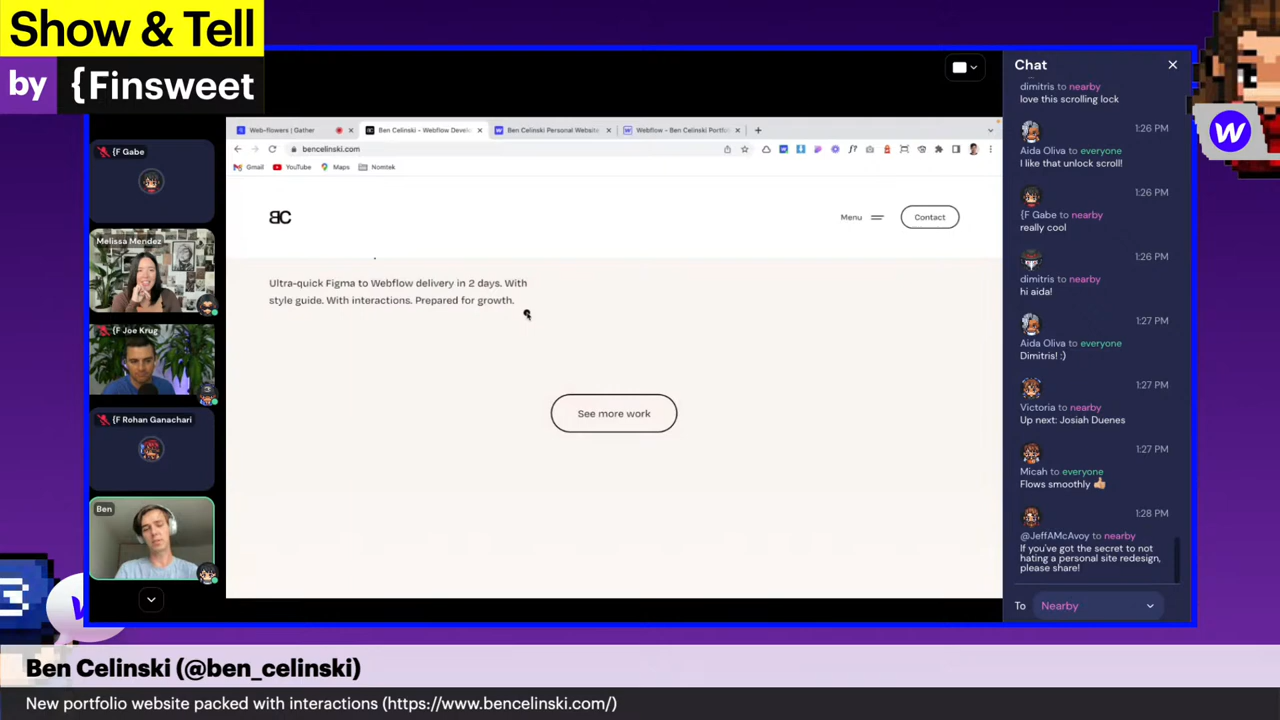 Show & Tell
by {Finsweet
{F Gabe
Melissa Mendez
{F Joe Krug
{F Rohan Ganachari
Ben
Web-flowers | Gather
Ben Celinski – Webflow Devel
Ben Celinski Personal Website
Webflow - Ben Celinski Portf
bencelinski.com
Gmail
YouTube
Maps
Nomtek
BC
Menu
Contact
Ultra-quick Figma to Webflow delivery in 2 days. With
style guide. With interactions. Prepared for growth.
See more work
Chat
dimitris to nearby
love this scrolling lock
1:26 PM
Aida Oliva to everyone
I like that unlock scroll!
1:26 PM
{F Gabe to nearby
really cool
1:26 PM
dimitris to nearby
hi aida!
1:27 PM
Aida Oliva to everyone
Dimitris! :)
1:27 PM
Victoria to nearby
Up next: Josiah Duenes
1:27 PM
Micah to everyone
Flows smoothly 👍🏼
1:28 PM
@JeffAMcAvoy to nearby
If you've got the secret to not
hating a personal site redesign,
please share!
To Nearby
Ben Celinski (@ben_celinski)
New portfolio website packed with interactions (https://www.bencelinski.com/)